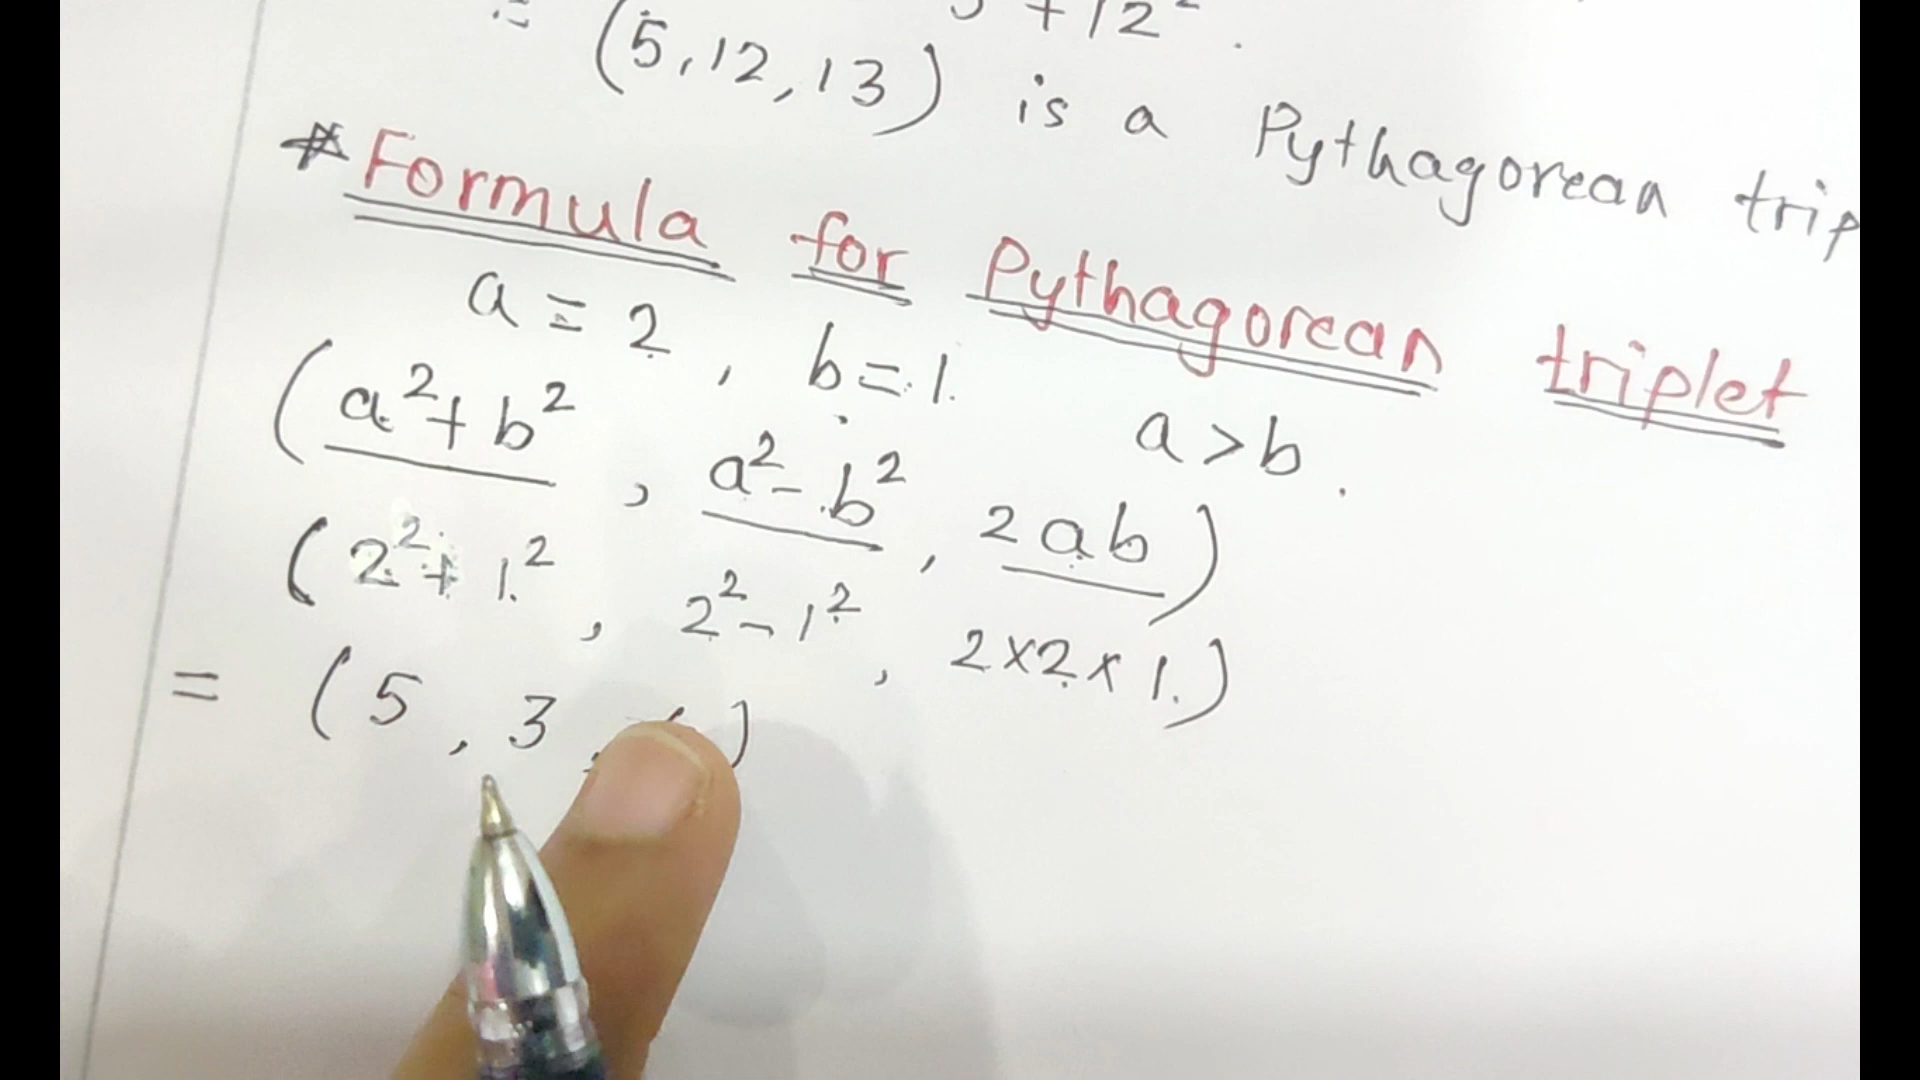 (5,12,13) is a Pythagorean trip
* Formula for Pythagorean triplet
a = 2 , b = 1. a > b .
(a²+b² , a²-b² , 2ab)
(2²+1² , 2²-1² , 2×2×1.)
= (5 , 3 , )